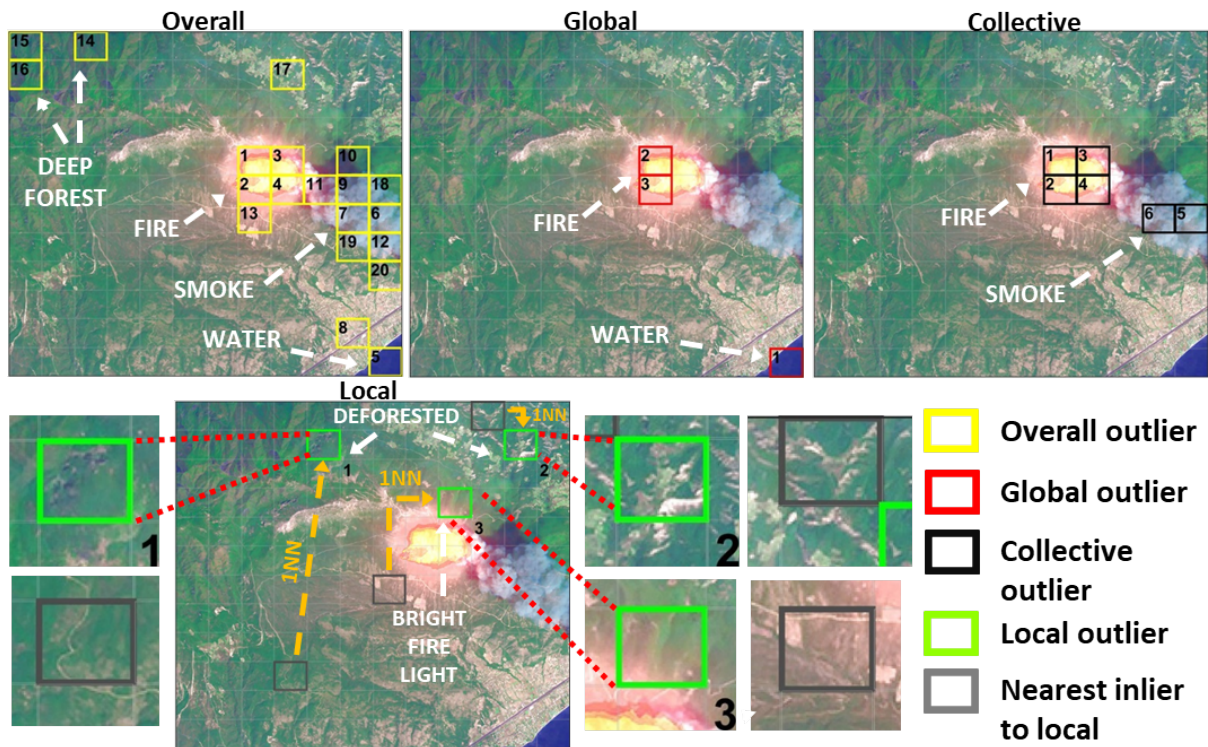 Overall
Global
Collective
15
14
16
17
DEEP
FOREST
1
3
10
2
4
11
9
18
13
7
6
19
12
20
FIRE
SMOKE
WATER
8
5
2
3
FIRE
WATER
1
1
3
2
4
6
5
FIRE
SMOKE
Local
DEFORESTED
1NN
1
2
1NN
3
1NN
BRIGHT
FIRE
LIGHT
1
2
3
Overall outlier
Global outlier
Collective
outlier
Local outlier
Nearest inlier
to local